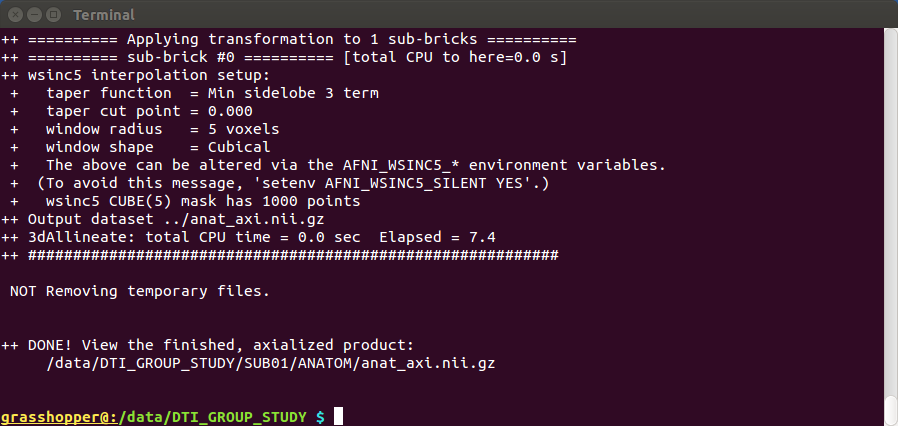 Terminal
++ ========== Applying transformation to 1 sub-bricks ==========
++ ========== sub-brick #0 ========== [total CPU to here=0.0 s]
++ wsinc5 interpolation setup:
 +   taper function  = Min sidelobe 3 term
 +   taper cut point = 0.000
 +   window radius   = 5 voxels
 +   window shape    = Cubical
 +   The above can be altered via the AFNI_WSINC5_* environment variables.
 +  (To avoid this message, 'setenv AFNI_WSINC5_SILENT YES'.)
 +   wsinc5 CUBE(5) mask has 1000 points
++ Output dataset ../anat_axi.nii.gz
++ 3dAllineate: total CPU time = 0.0 sec  Elapsed = 7.4
++ ###########################################################
 NOT Removing temporary files.
++ DONE! View the finished, axialized product:
     /data/DTI_GROUP_STUDY/SUB01/ANATOM/anat_axi.nii.gz
grasshopper@:/data/DTI_GROUP_STUDY $